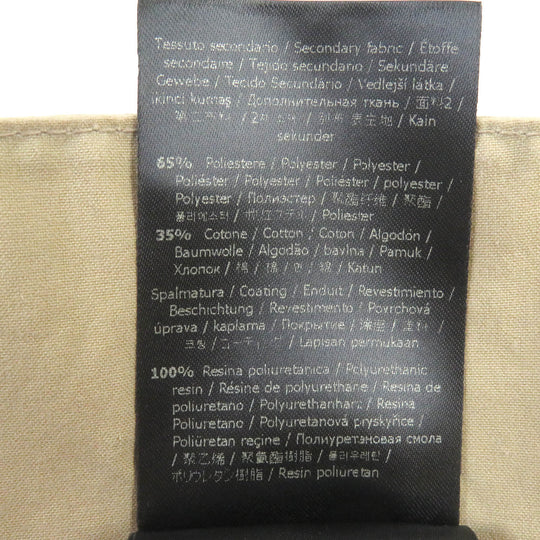 Tessuto secondario / Secondary fabric / Étoffe
secondaire / Tejido secundario / Sekundäre
Gewebe / Tecido Secundário / Vedlejší látka /
ikinci kumaş / Дополнительная ткань / 面料2 /
/ Kain
sekunder
65% Poliestere / Polyester / Polyester /
Poliéster / Polyester / Poliéster / polyester /
Polyester / Полиэстер / 聚酯纤维 / 聚酯 /
폴리에스터 / ポリエステル / Poliester
35% Cotone / Cotton / Coton / Algodón /
Baumwolle / Algodão / bavlna / Pamuk /
Хлопок / 棉 / 棉 / 면 / 綿 / Katun
Spalmatura / Coating / Enduit / Revestimiento /
Beschichtung / Revestimento / Povrchová
úprava / kaplama / Покрытие / 涂层 / 塗料 /
코팅 / コーティング / Lapisan permukaan
100% Resina poliuretanica / Polyurethanic
resin / Résine de polyurethane / Resina de
poliuretano / Polyurethanharz / Resina
Poliuretano / Polyuretanová pryskyřice /
Poliüretan reçine / Полиуретановая смола
/ 聚乙烯 / 聚氨酯樹脂 / 폴리우레탄 /
ポリウレタン樹脂 / Resin poliuretan